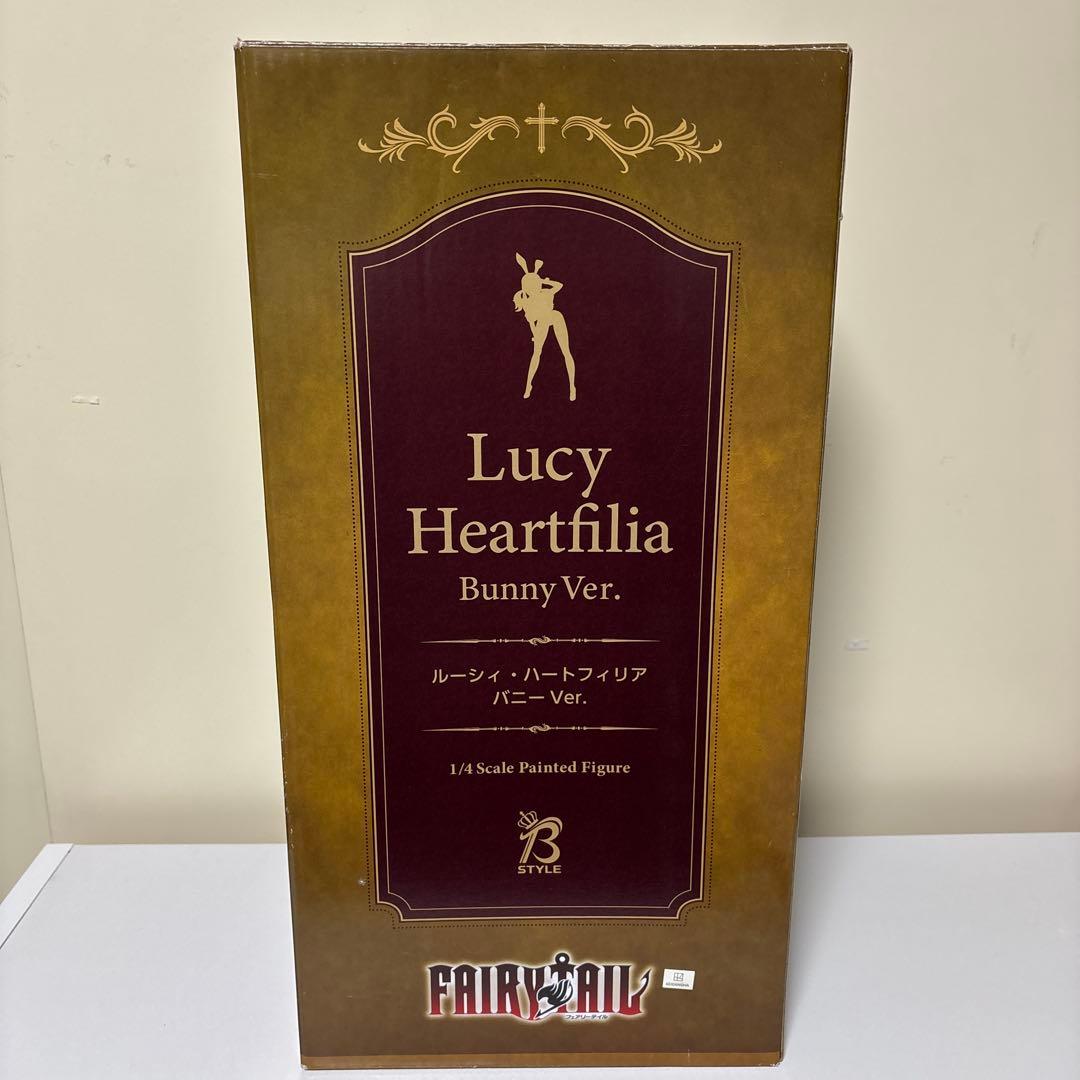 Lucy
Heartfilia
Bunny Ver.
ルーシィ・ハートフィリア
バニー Ver.
1/4 Scale Painted Figure
B
STYLE
FAIRY TAIL
フェアリーテイル
KODANSHA